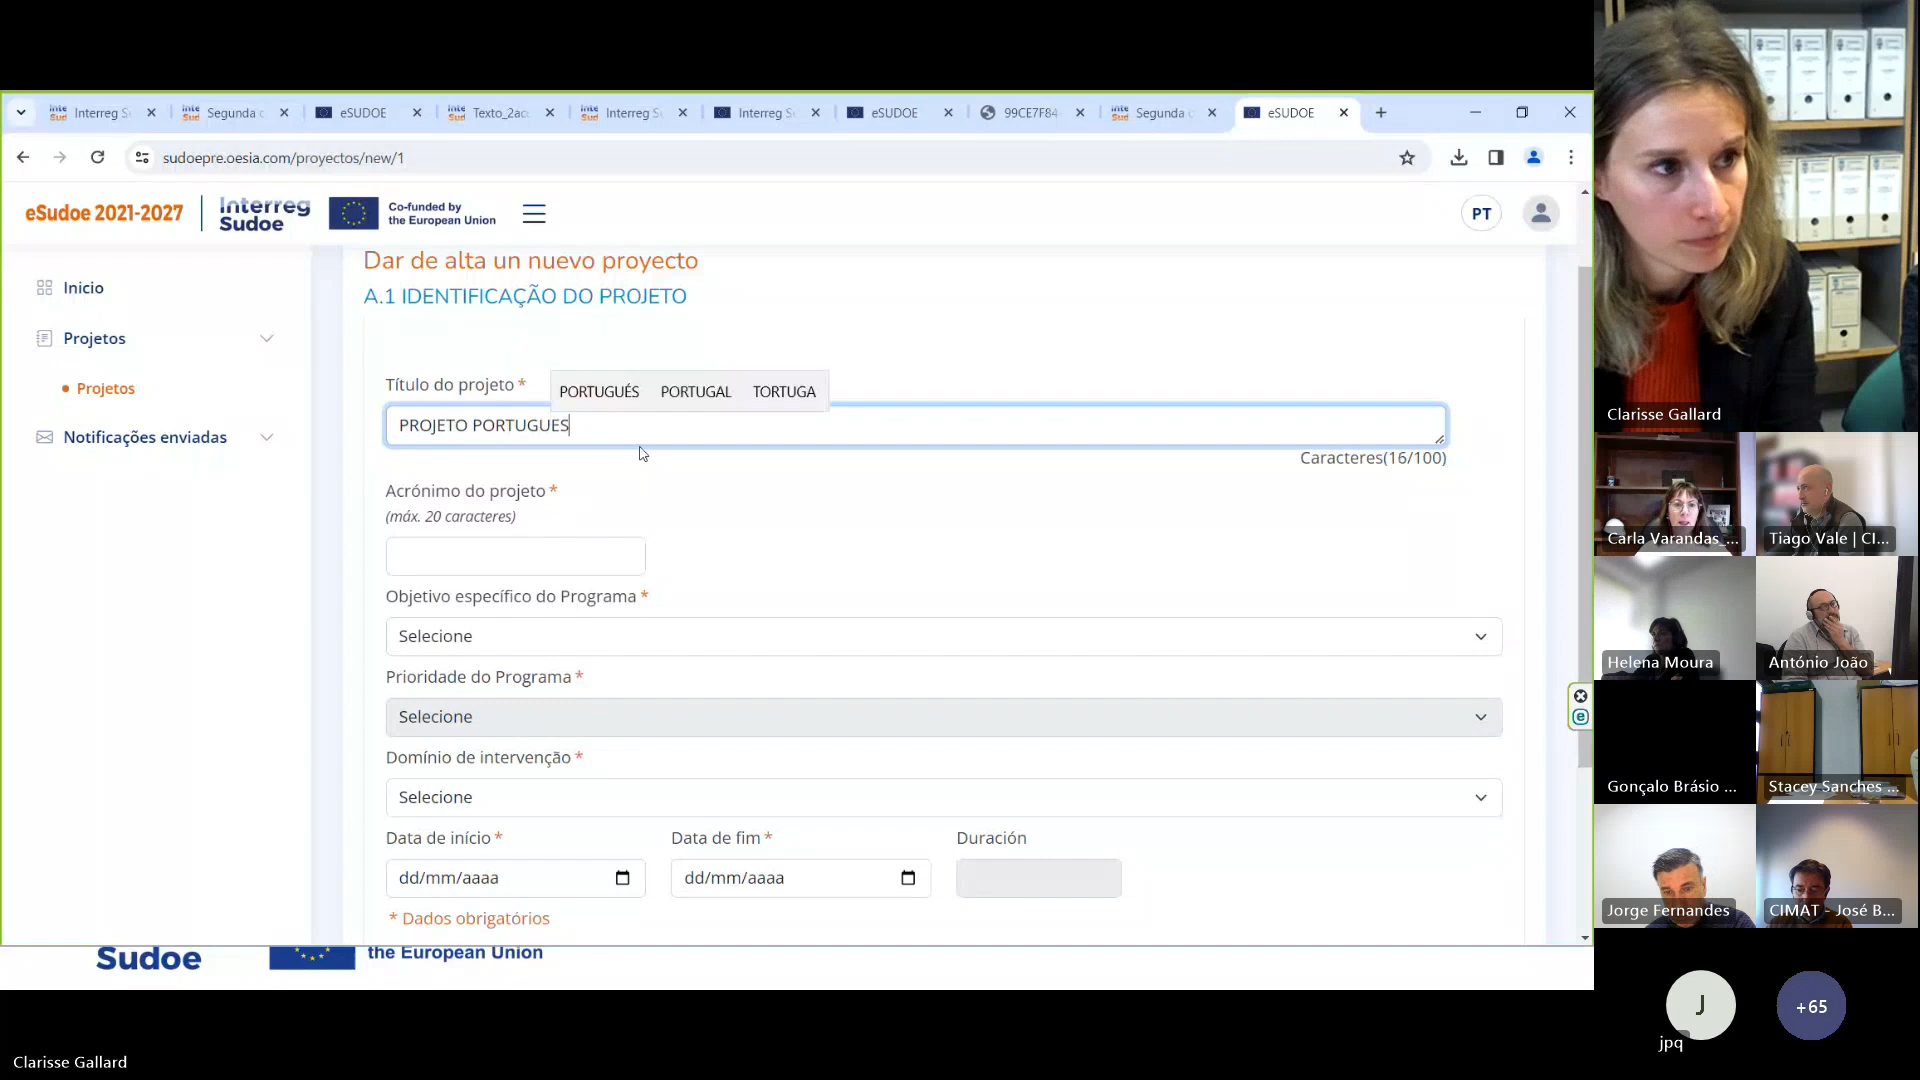 Interreg S
Segunda c
eSUDOE
Texto_2ac
Interreg S
Interreg S
eSUDOE
99CE7F84
Segunda
eSUDOE
sudoepre.oesia.com/proyectos/new/1
eSudoe 2021-2027
Interreg
Sudoe
Co-funded by
the European Union
PT
Inicio
Projetos
Projetos
Notificações enviadas
Dar de alta un nuevo proyecto
A.1 IDENTIFICAÇÃO DO PROJETO
Título do projeto *
PORTUGUÉS PORTUGAL TORTUGA
PROJETO PORTUGUES
Caracteres(16/100)
Acrónimo do projeto *
(máx. 20 caracteres)
Objetivo específico do Programa *
Selecione
Prioridade do Programa *
Selecione
Domínio de intervenção *
Selecione
Data de início * Data de fim * Duración
dd/mm/aaaa dd/mm/aaaa
* Dados obrigatórios
Sudoe
the European Union
Clarisse Gallard
Clarisse Gallard
Carla Varandas_...
Tiago Vale | CI...
Helena Moura
António João
Gonçalo Brásio ...
Stacey Sanches ...
Jorge Fernandes
CIMAT - José B...
J
jpq
+65